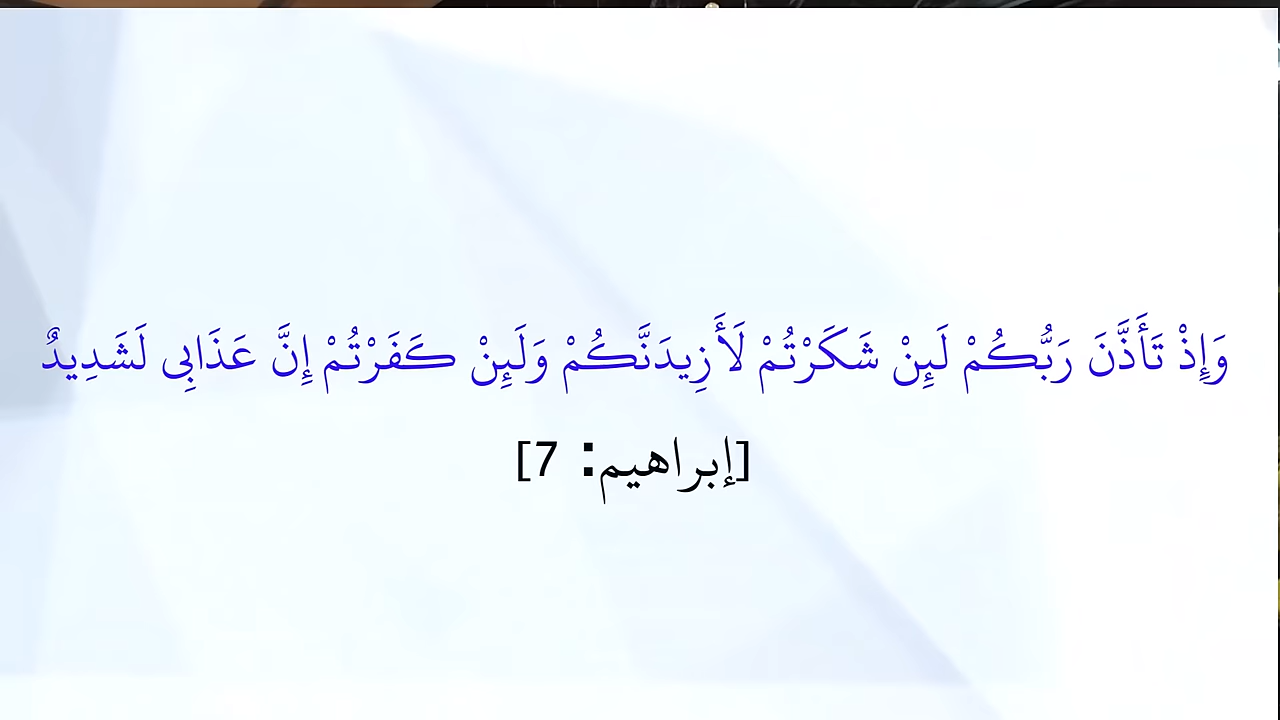 وَإِذْ تَأَذَّنَ رَبُّكُمْ لَئِنْ شَكَرْتُمْ لَأَزِيدَنَّكُمْ وَلَئِنْ كَفَرْتُمْ إِنَّ عَذَابِى لَشَدِيدٌ
[إبراهيم: 7]